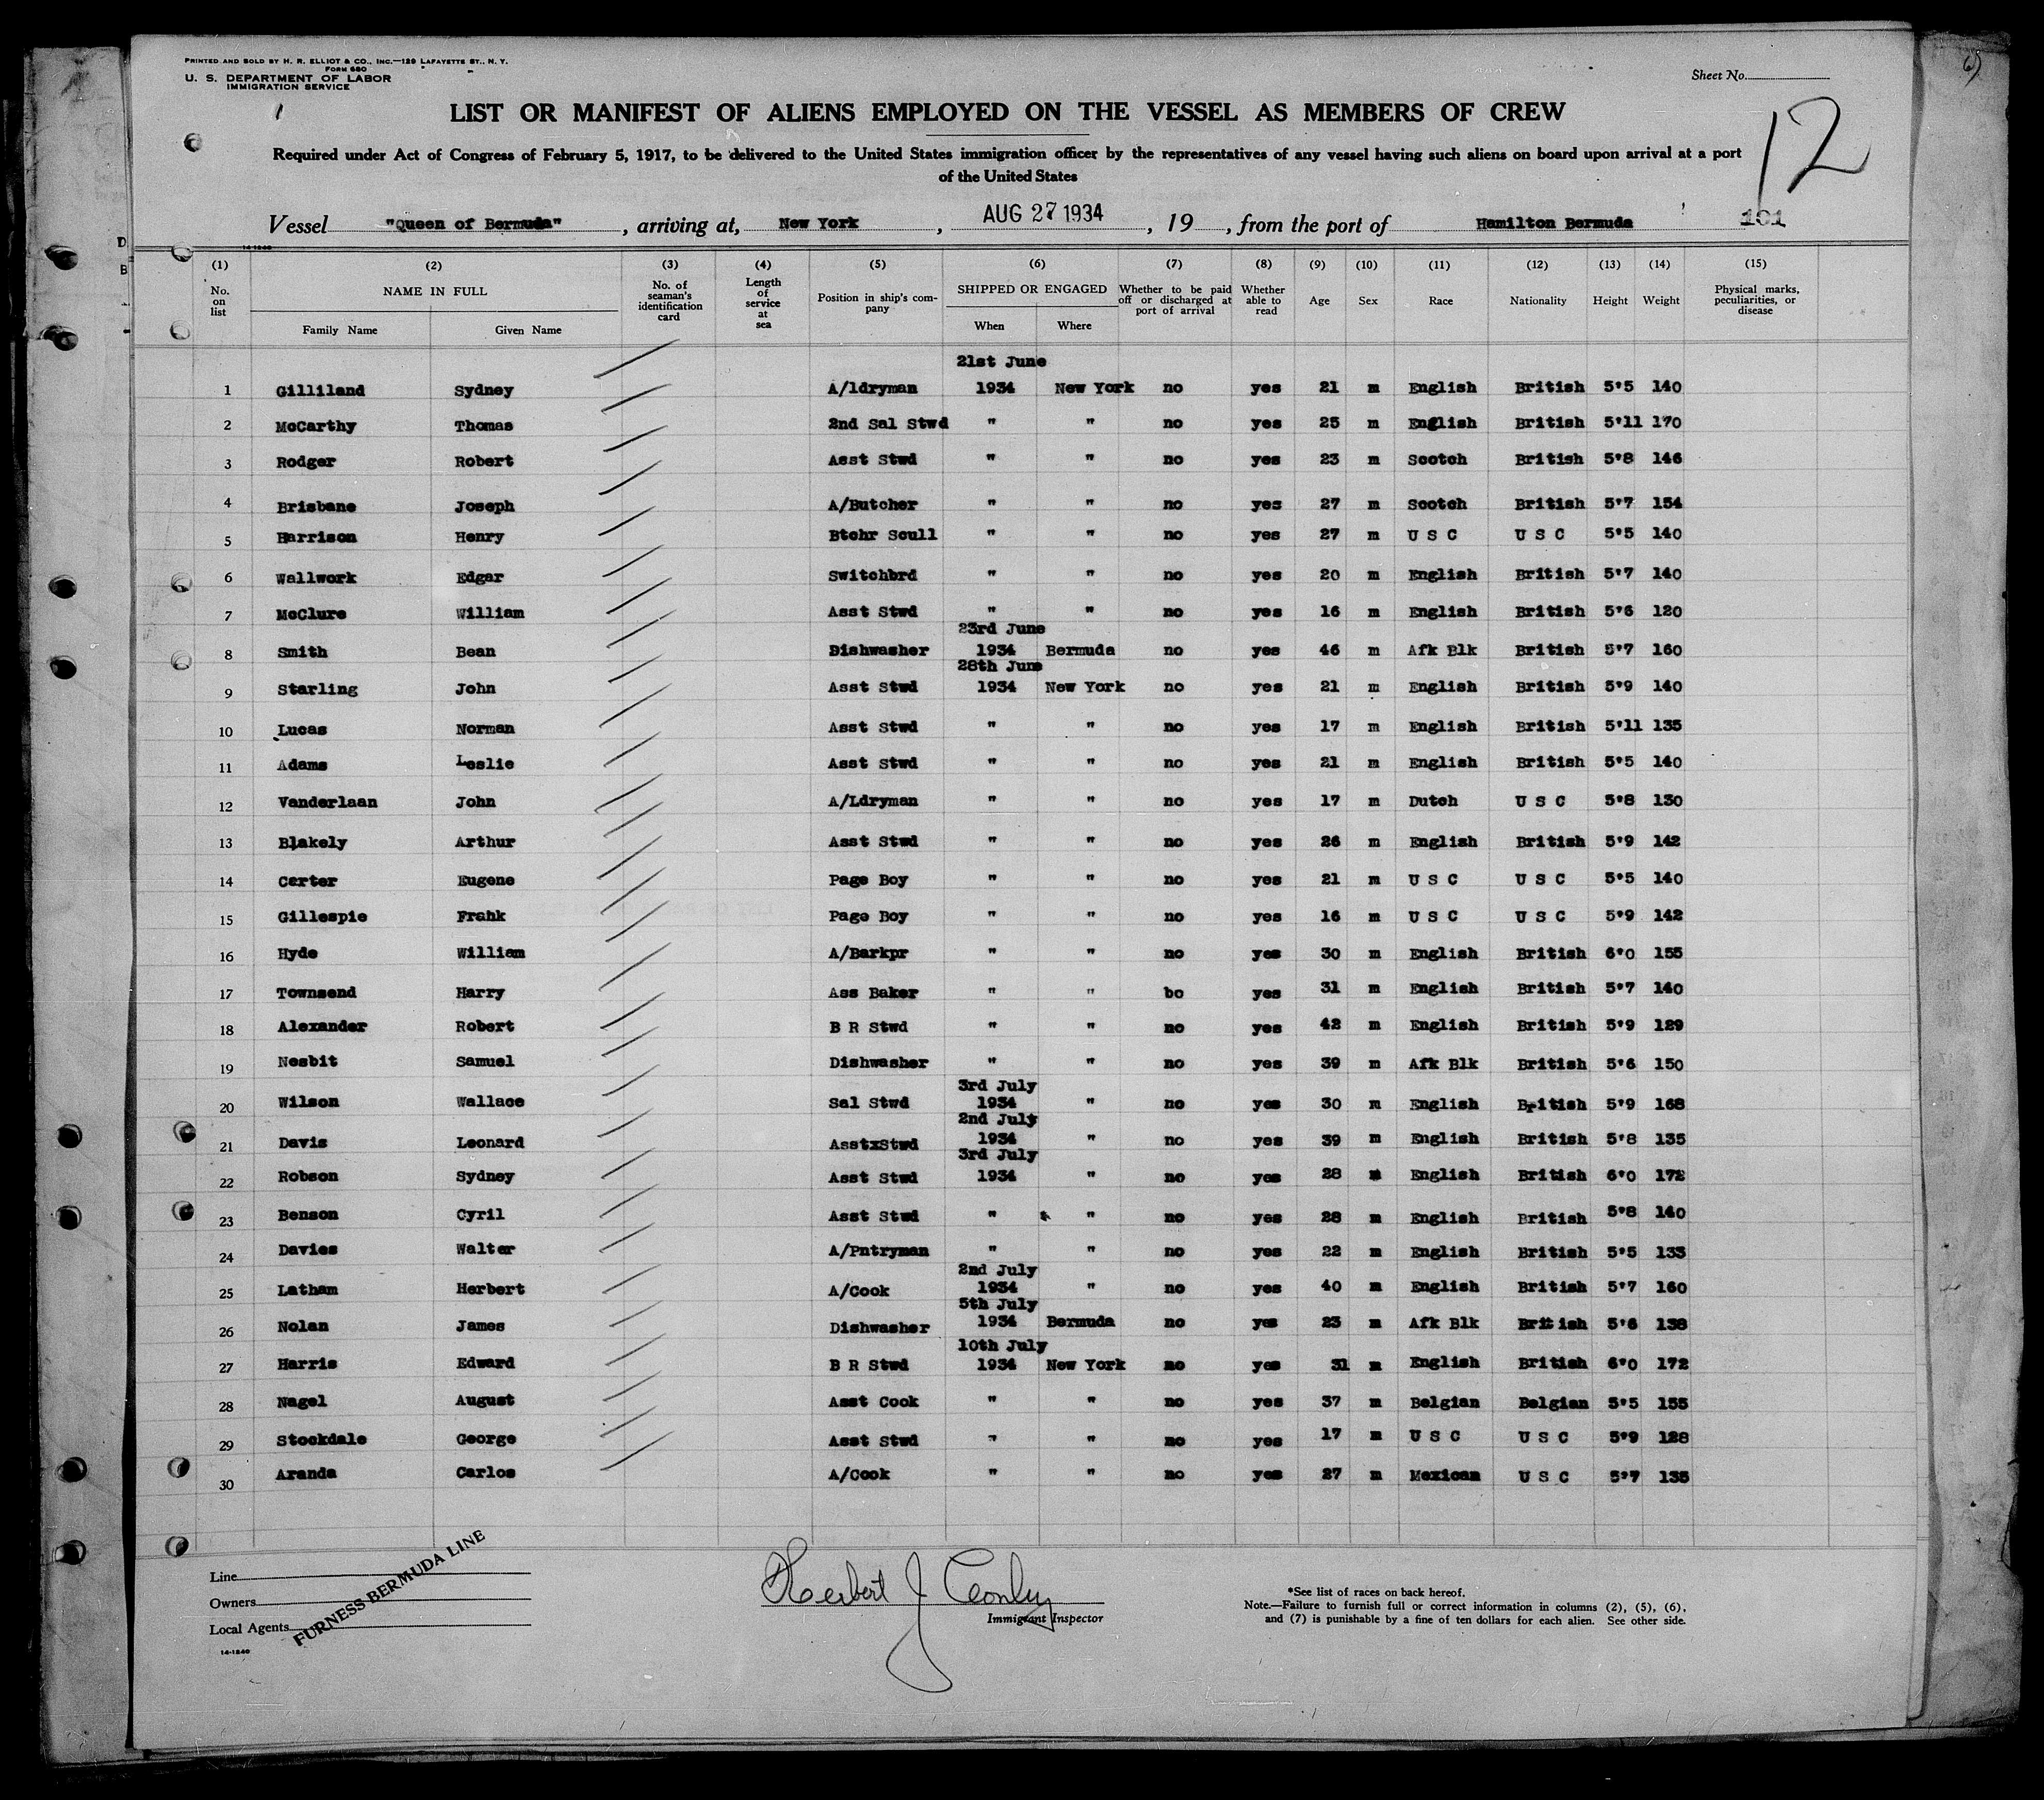 PRINTED AND SOLD BY H. R. ELLIOT & CO., INC.—129 LAFAYETTE ST., N. Y.
FORM 680
U. S. DEPARTMENT OF LABOR
IMMIGRATION SERVICE
Sheet No.
1
12
LIST OR MANIFEST OF ALIENS EMPLOYED ON THE VESSEL AS MEMBERS OF CREW
Required under Act of Congress of February 5, 1917, to be delivered to the United States immigration officer by the representatives of any vessel having such aliens on board upon arrival at a port
of the United States
Vessel "Queen of Bermuda", arriving at, New York, AUG 27 1934, 19 , from the port of Hamilton Bermuda 101
14-1240
(1) (2) (3) (4) (5) (6) (7) (8) (9) (10) (11) (12) (13) (14) (15)
No. on list NAME IN FULL Family Name Given Name No. of seaman's identification card Length of service at sea Position in ship's company SHIPPED OR ENGAGED When Where Whether to be paid off or discharged at port of arrival Whether able to read Age Sex Race Nationality Height Weight Physical marks, peculiarities, or disease
21st June
1 Gilliland Sydney A/ldryman 1934 New York no yes 21 m English British 5'5 140
2 McCarthy Thomas 2nd Sal Stwd " " no yes 25 m English British 5'11 170
3 Rodger Robert Asst Stwd " " no yes 23 m Scotch British 5'8 146
4 Brisbane Joseph A/Butcher " " no yes 27 m Scotch British 5'7 154
5 Harrison Henry Btchr Scull " " no yes 27 m U S C U S C 5'5 140
6 Wallwork Edgar Switchbrd " " no yes 20 m English British 5'7 140
7 McClure William Asst Stwd " " no yes 16 m English British 5'6 120
23rd June
8 Smith Bean Dishwasher 1934 Bermuda no yes 46 m Afk Blk British 5'7 160
28th June
9 Starling John Asst Stwd 1934 New York no yes 21 m English British 5'9 140
10 Lucas Norman Asst Stwd " " no yes 17 m English British 5'11 135
11 Adams Leslie Asst Stwd " " no yes 21 m English British 5'5 140
12 Vanderlaan John A/Ldryman " " no yes 17 m Dutch U S C 5'8 130
13 Blakely Arthur Asst Stwd " " no yes 26 m English British 5'9 142
14 Carter Eugene Page Boy " " no yes 21 m U S C U S C 5'5 140
15 Gillespie Frahk Page Boy " " no yes 16 m U S C U S C 5'9 142
16 Hyde William A/Barkpr " " no yes 30 m English British 6'0 155
17 Townsend Harry Ass Baker " " bo yes 31 m English British 5'7 140
18 Alexander Robert B R Stwd " " no yes 42 m English British 5'9 129
19 Nesbit Samuel Dishwasher " " no yes 39 m Afk Blk British 5'6 150
3rd July
20 Wilson Wallace Sal Stwd 1934 " no yes 30 m English British 5'9 168
2nd July
21 Davis Leonard AsstxStwd 1934 " no yes 39 m English British 5'8 135
3rd July
22 Robson Sydney Asst Stwd 1934 " no yes 28 m English British 6'0 172
23 Benson Cyril Asst Stwd " " no yes 28 m English British 5'8 140
24 Davies Walter A/Pntryman " " no yes 22 m English British 5'5 133
2nd July
25 Latham Herbert A/Cook 1934 " no yes 40 m English British 5'7 160
5th July
26 Nolan James Dishwasher 1934 Bermuda no yes 23 m Afk Blk British 5'6 138
10th July
27 Harris Edward B R Stwd 1934 New York no yes 31 m English British 6'0 172
28 Nagel August Asst Cook " " no yes 37 m Belgian Belgian 5'5 155
29 Stockdale George Asst Stwd " " no yes 17 m U S C U S C 5'9 128
30 Aranda Carlos A/Cook " " no yes 27 m Mexican U S C 5'7 135
Line
Owners
Local Agents
FURNESS BERMUDA LINE
14-1240
Herbert J
Immigrant Inspector
*See list of races on back hereof.
Note.—Failure to furnish full or correct information in columns (2), (5), (6),
and (7) is punishable by a fine of ten dollars for each alien. See other side.